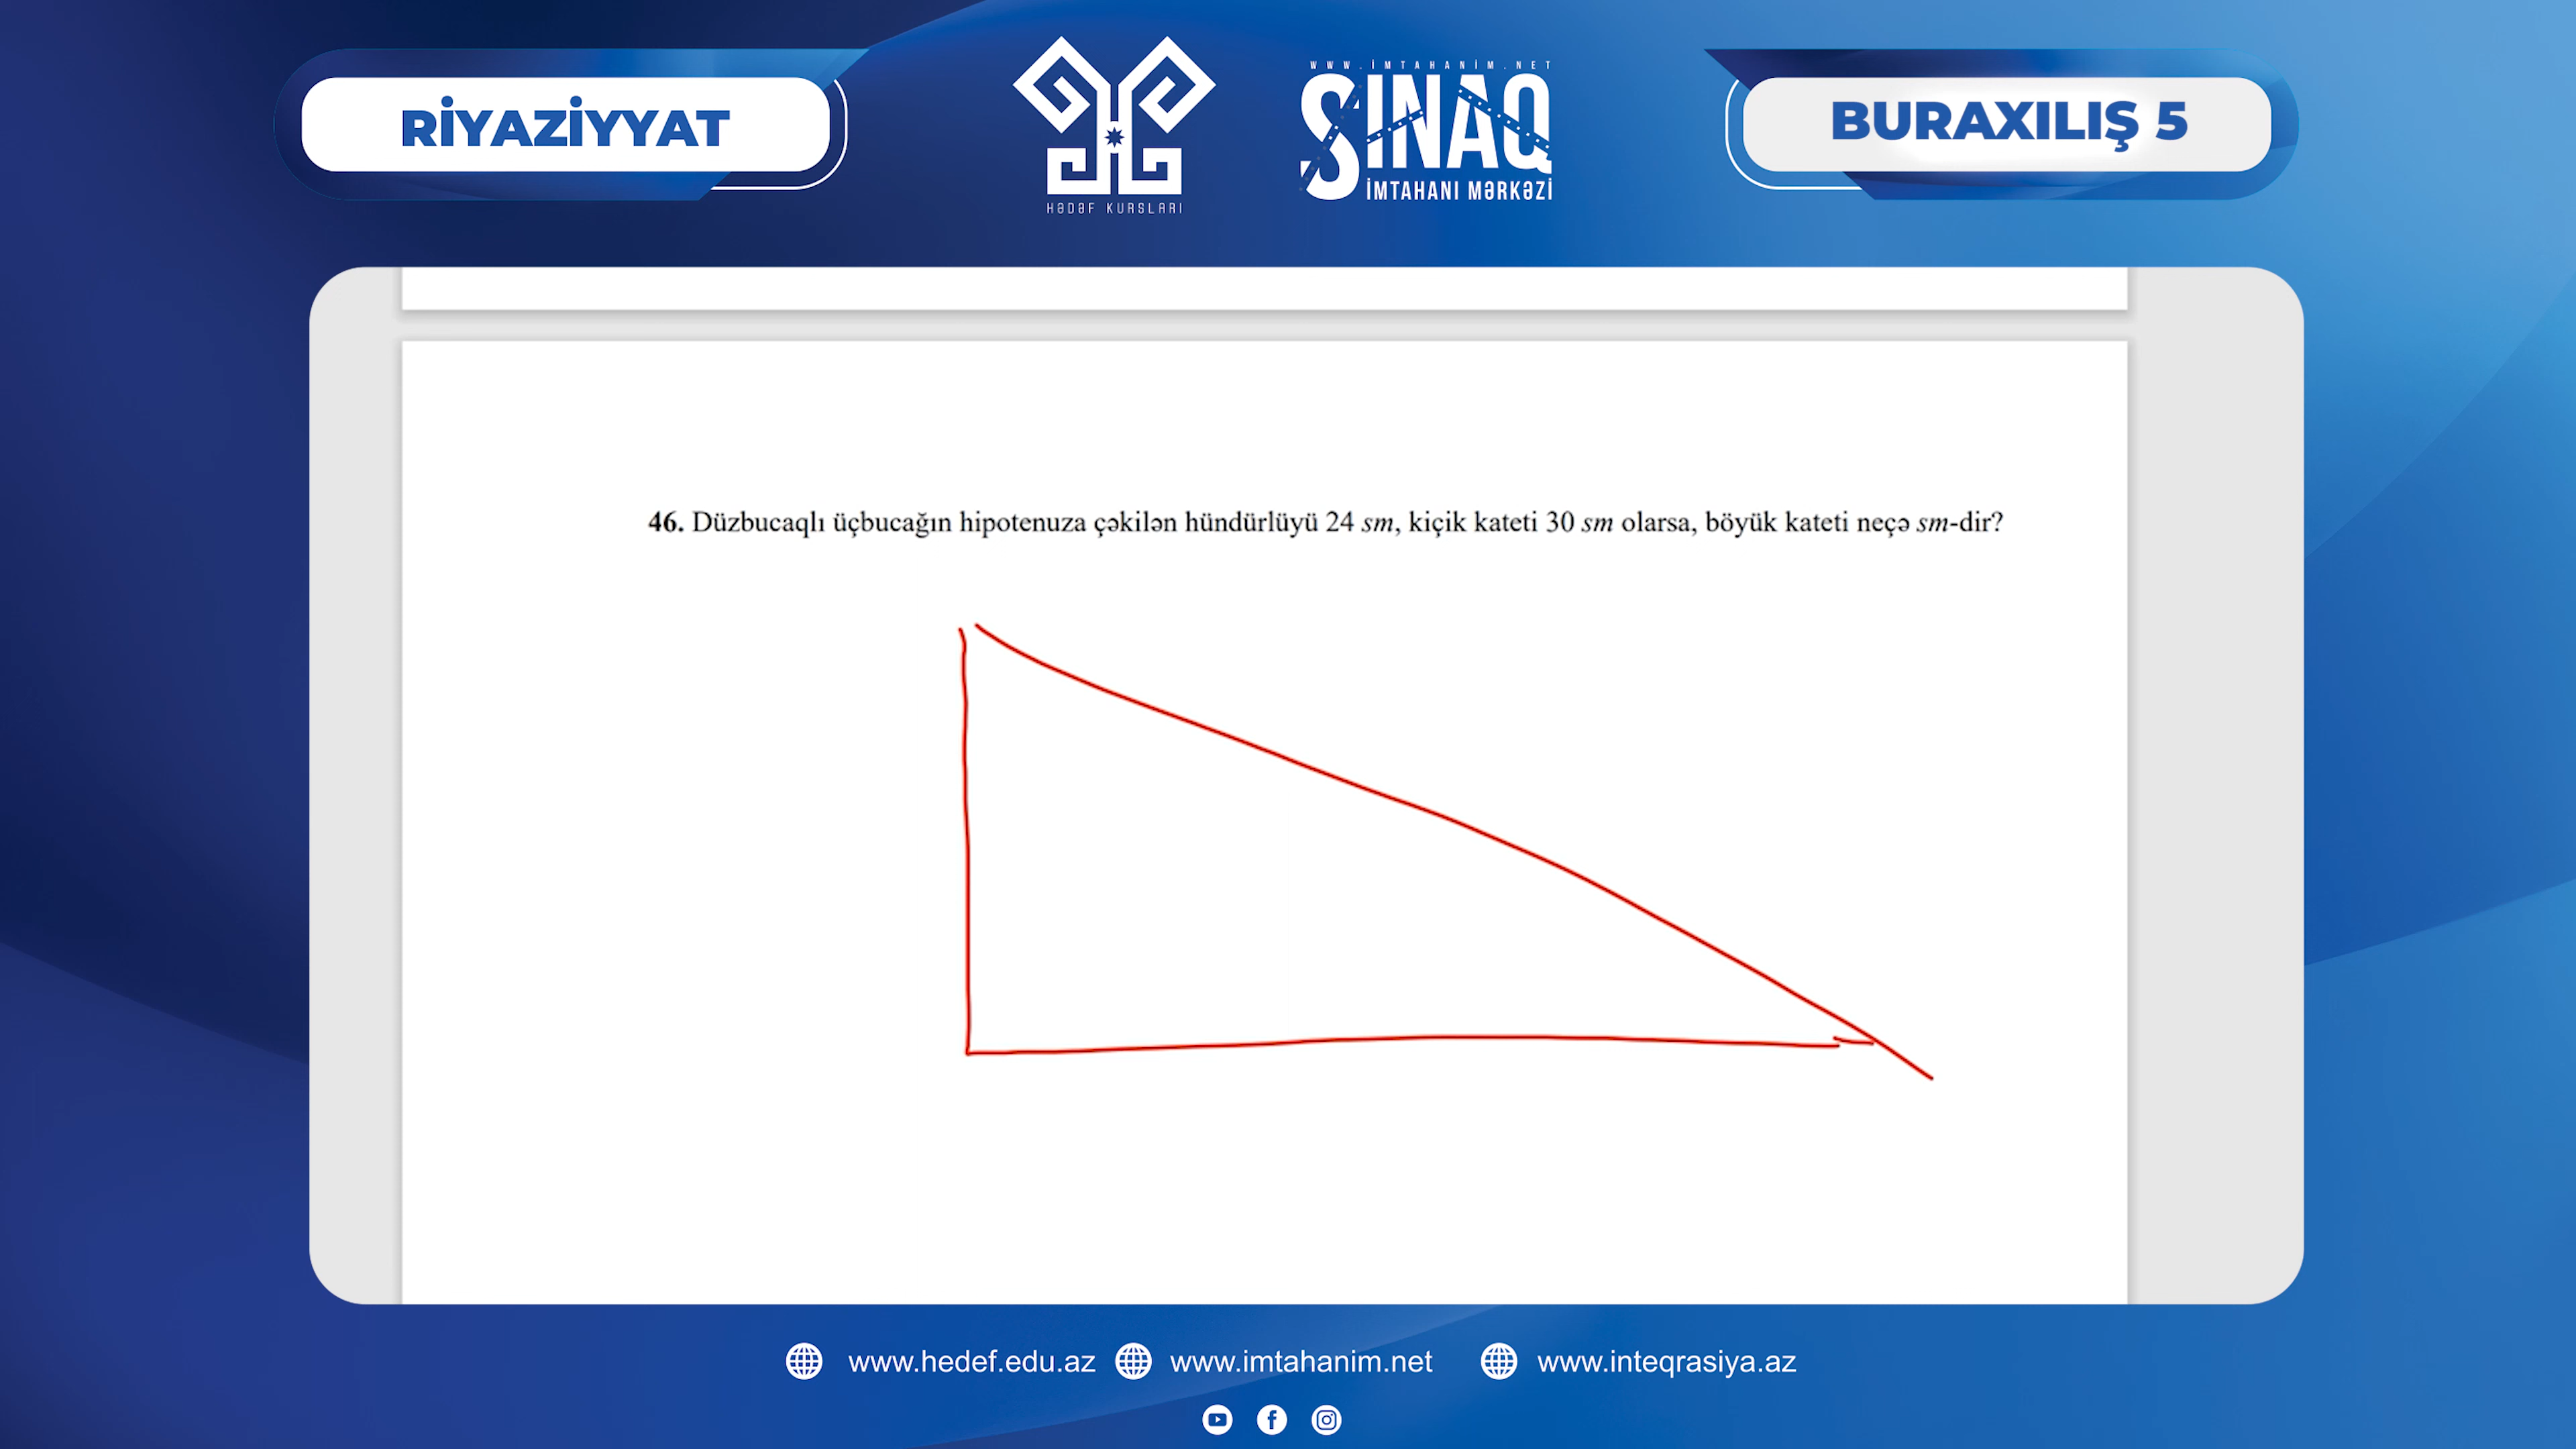 RİYAZİYYAT
HƏDƏF KURSLARI
WWW.İMTAHANİM.NET
SINAQ
İMTAHANI MƏRKƏZİ
BURAXILIŞ 5
46. Düzbucaqlı üçbucağın hipotenuza çəkilən hündürlüyü 24 sm, kiçik kateti 30 sm olarsa, böyük kateti neçə sm-dir?
www.hedef.edu.az www.imtahanim.net www.inteqrasiya.az